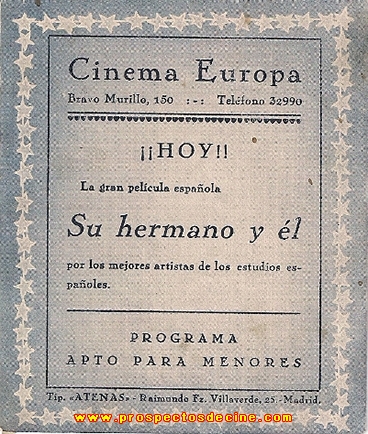 Cinema Europa
Bravo Murillo, 150 :-: Teléfono 32990
¡¡HOY!!
La gran película española
Su hermano y él
por los mejores artistas de los estudios es-
pañoles.
PROGRAMA
APTO PARA MENORES
Tip. «ATENAS» - Raimundo Fz. Villaverde, 25 -Madrid.
www.prospectosdecine.com